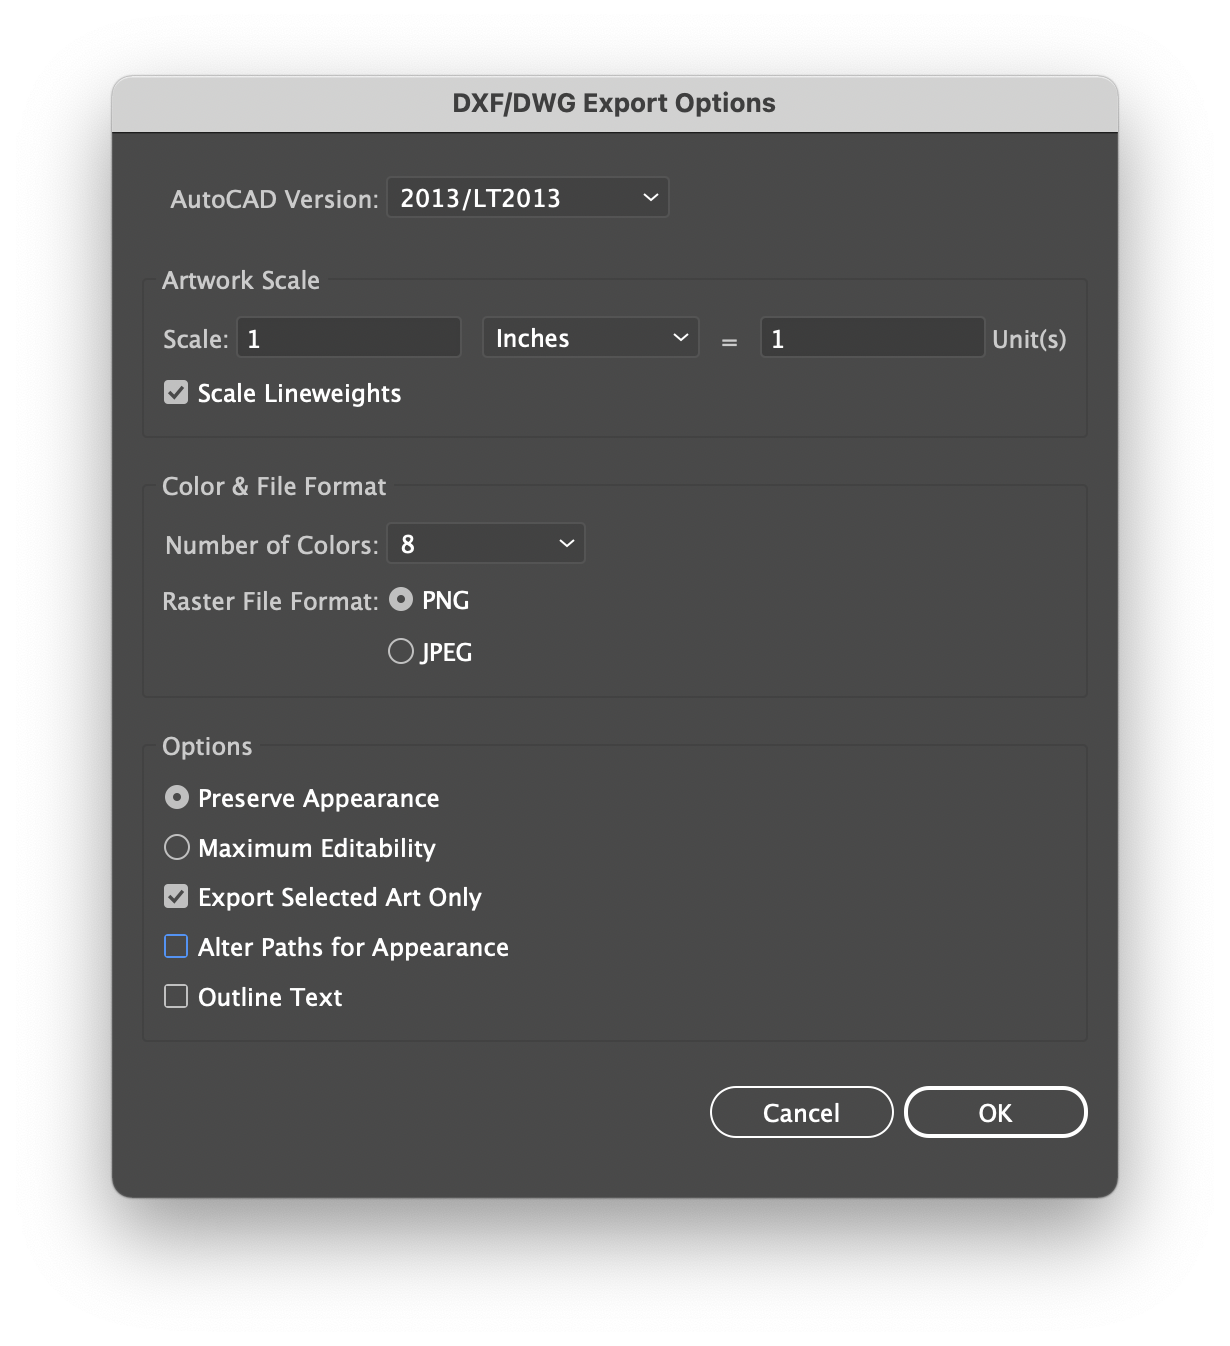 DXF/DWG Export Options
AutoCAD Version: 2013/LT2013
Artwork Scale
Scale: 1 Inches = 1 Unit(s)
Scale Lineweights
Color & File Format
Number of Colors: 8
Raster File Format: PNG
JPEG
Options
Preserve Appearance
Maximum Editability
Export Selected Art Only
Alter Paths for Appearance
Outline Text
Cancel OK